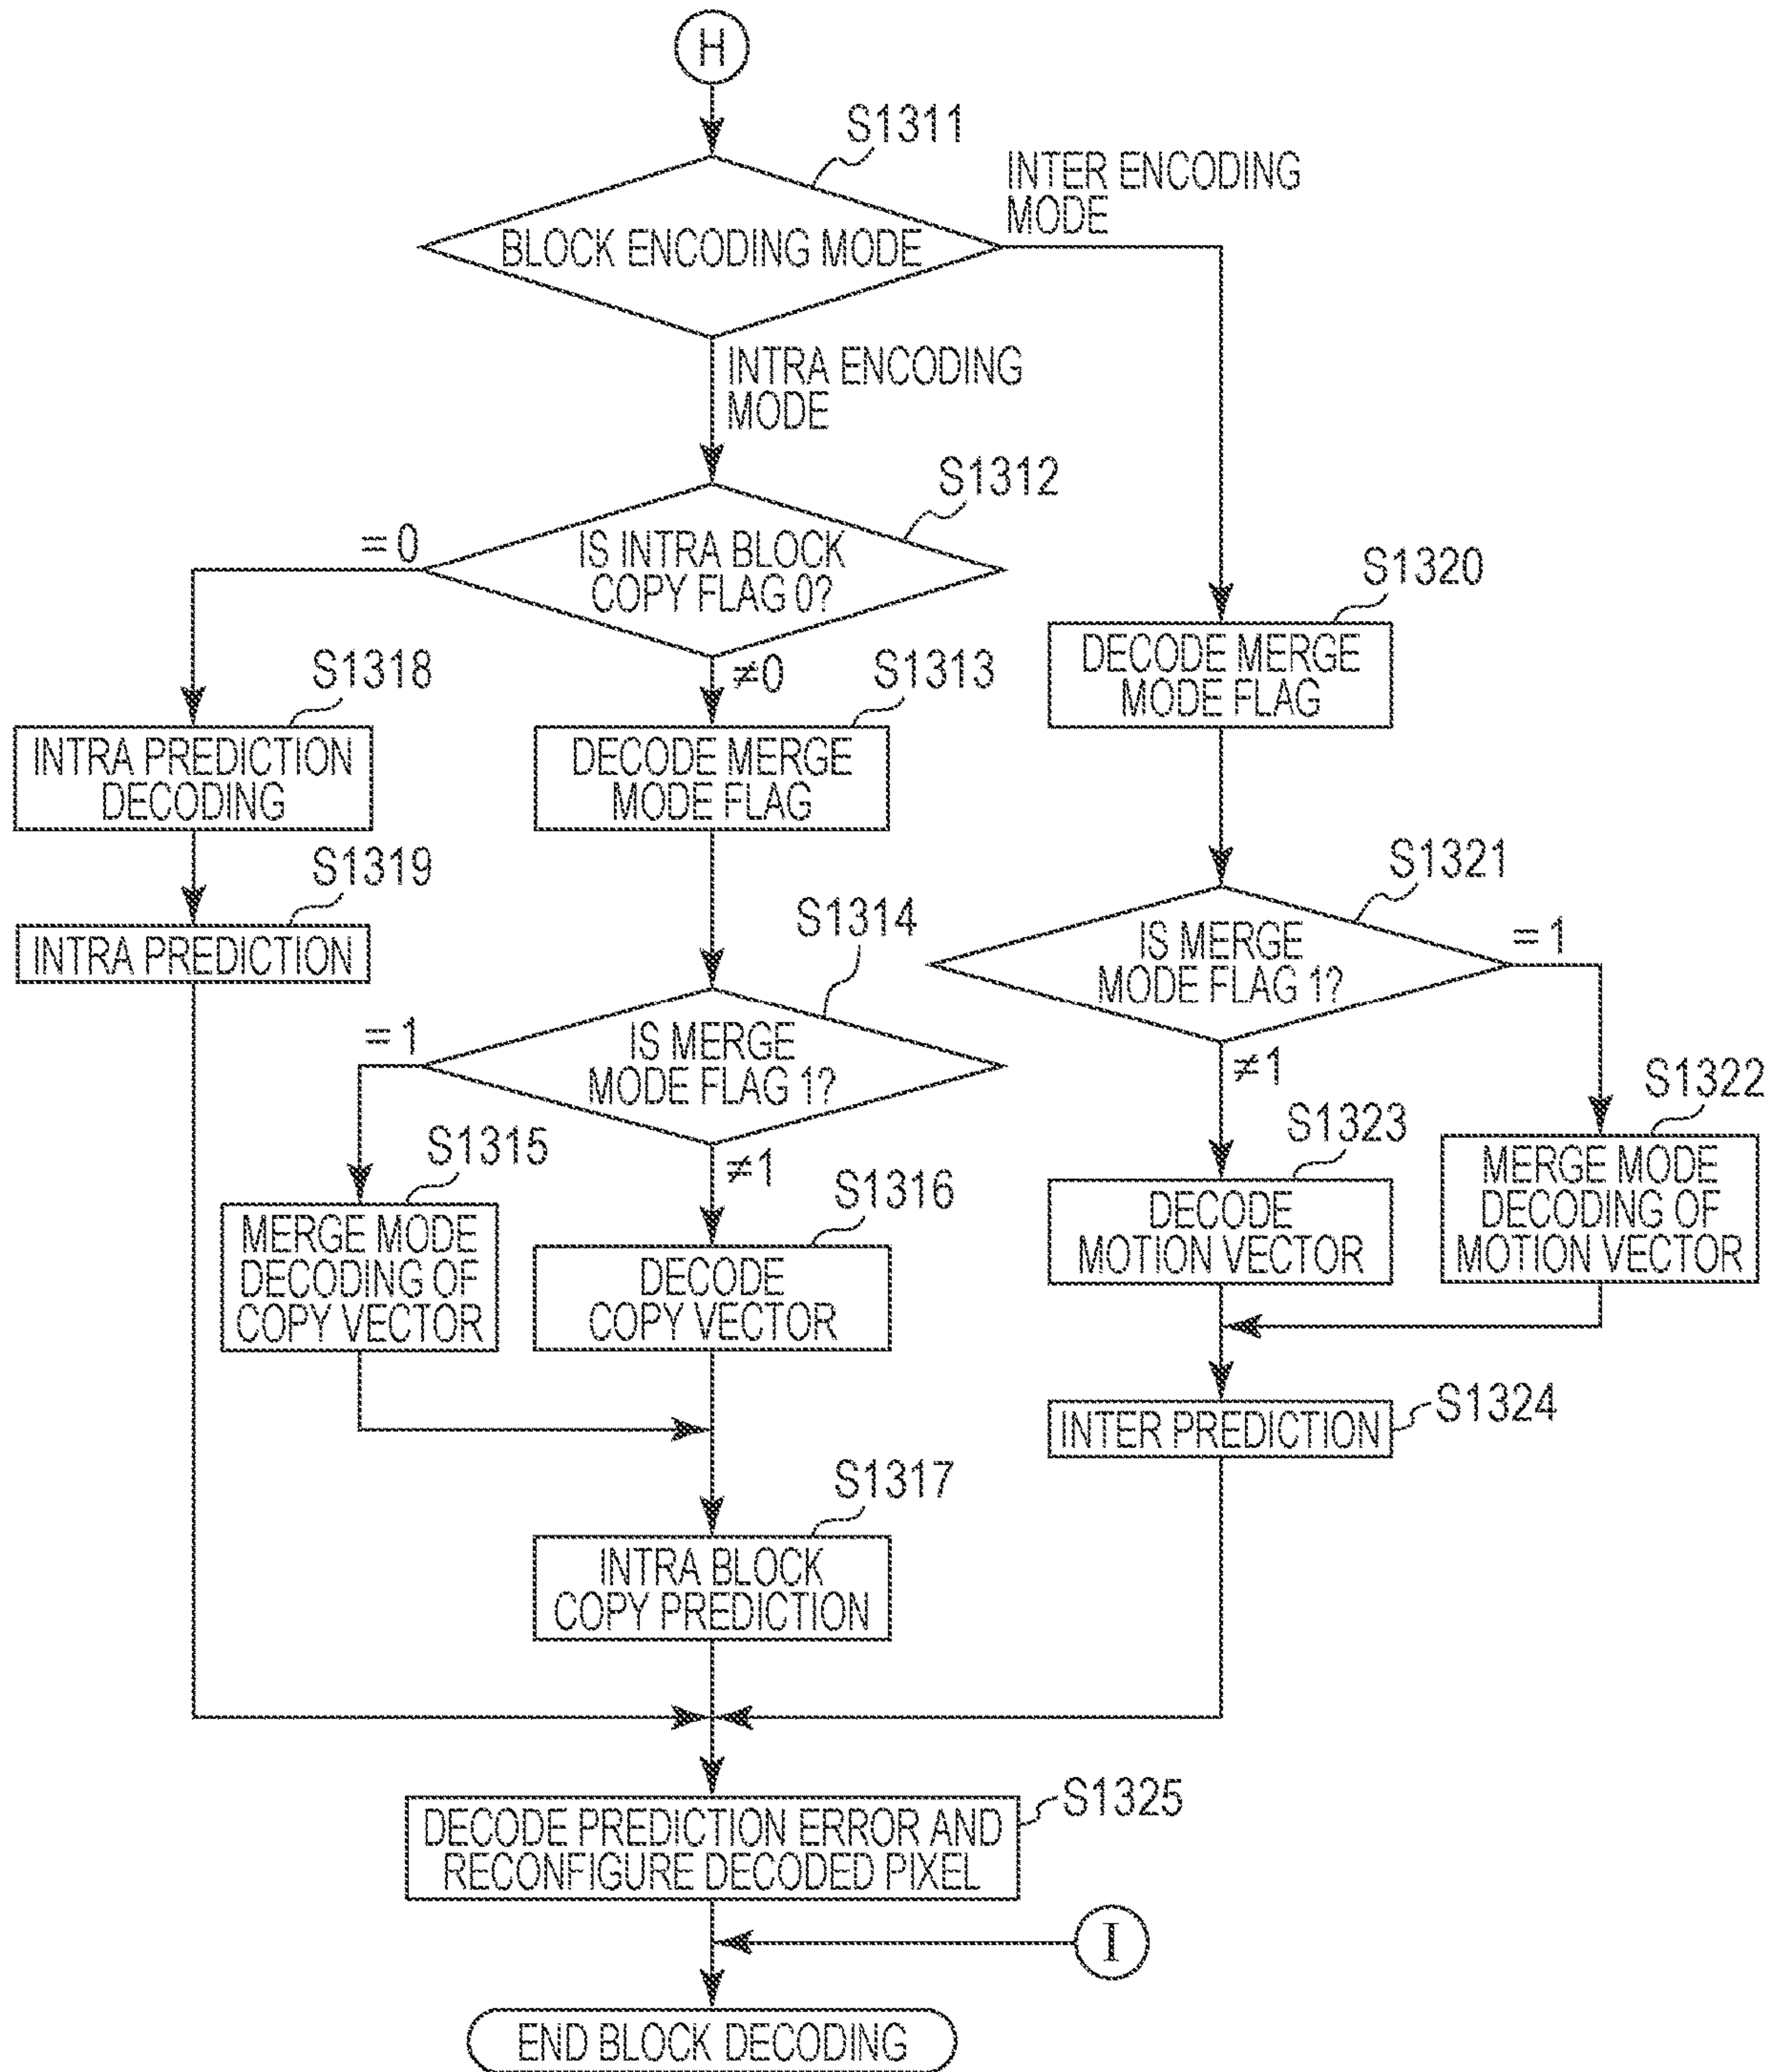 H
S1311
INTER ENCODING
MODE
BLOCK ENCODING MODE
INTRA ENCODING
MODE
S1312
= 0
IS INTRA BLOCK
COPY FLAG 0?
≠0
S1320
DECODE MERGE
MODE FLAG
S1318
INTRA PREDICTION
DECODING
S1313
DECODE MERGE
MODE FLAG
S1319
INTRA PREDICTION
S1321
IS MERGE
MODE FLAG 1?
= 1
≠1
S1314
IS MERGE
MODE FLAG 1?
= 1
≠1
S1322
MERGE MODE
DECODING OF
MOTION VECTOR
S1323
DECODE
MOTION VECTOR
S1315
MERGE MODE
DECODING OF
COPY VECTOR
S1316
DECODE
COPY VECTOR
S1324
INTER PREDICTION
S1317
INTRA BLOCK
COPY PREDICTION
S1325
DECODE PREDICTION ERROR AND
RECONFIGURE DECODED PIXEL
I
END BLOCK DECODING